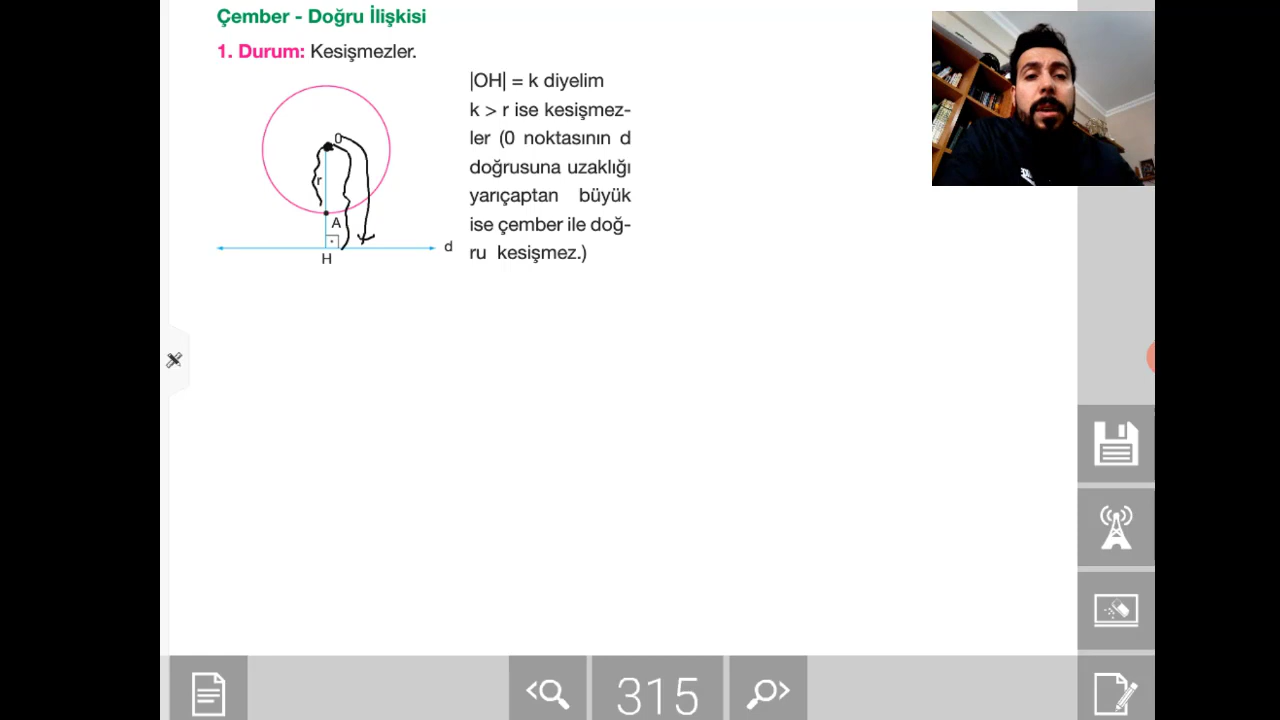 Çember - Doğru İlişkisi
1. Durum: Kesişmezler.
|OH| = k diyelim
k > r ise kesişmez-
ler (0 noktasının d
doğrusuna uzaklığı
yarıçaptan büyük
ise çember ile doğ-
ru kesişmez.)
0
r
A
d
H
315